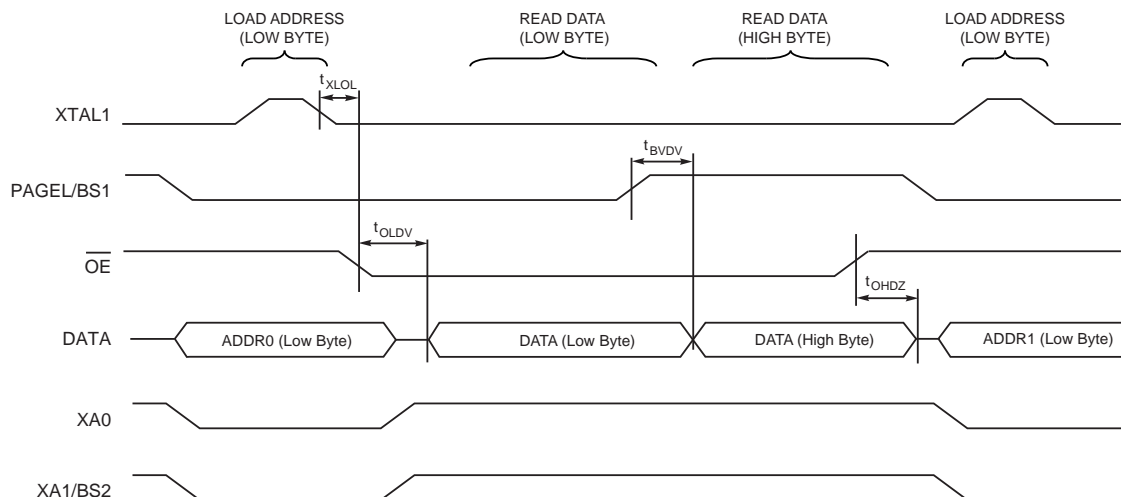 LOAD ADDRESS
(LOW BYTE)
READ DATA
(LOW BYTE)
READ DATA
(HIGH BYTE)
LOAD ADDRESS
(LOW BYTE)
tXLOL
XTAL1
tBVDV
PAGEL/BS1
tOLDV
OE
tOHDZ
DATA
ADDR0 (Low Byte)
DATA (Low Byte)
DATA (High Byte)
ADDR1 (Low Byte)
XA0
XA1/BS2